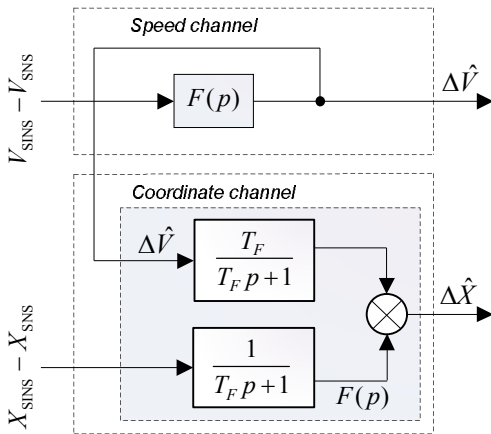 Speed channel
V_SINS − V_SNS
F(p)
ΔV̂
Coordinate channel
ΔV̂
T_F / (T_F p + 1)
X_SINS − X_SNS
1 / (T_F p + 1)
F(p)
ΔX̂